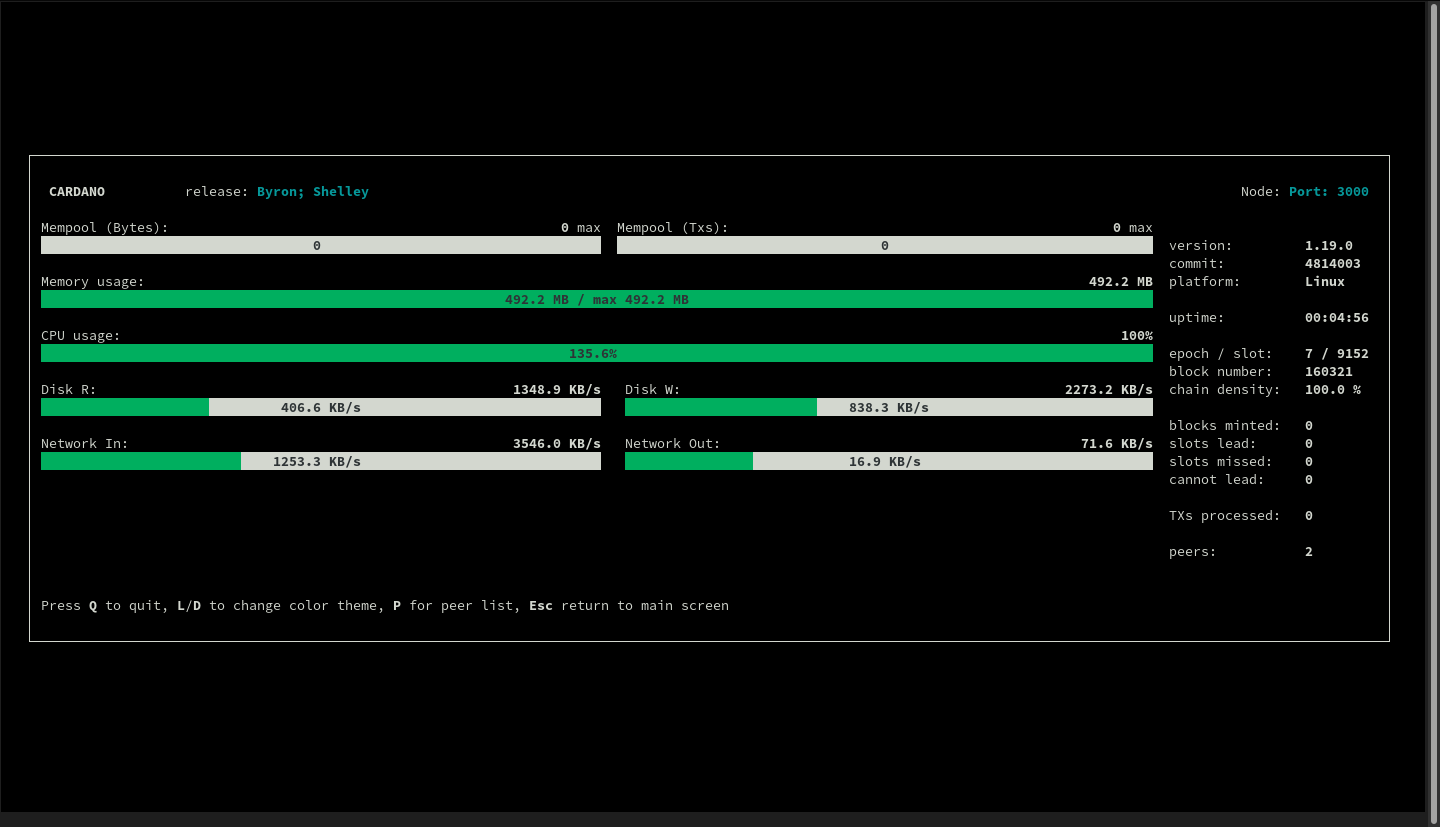 CARDANO release: Byron; Shelley Node: Port: 3000
Mempool (Bytes): 0 max Mempool (Txs): 0 max
0 0 version: 1.19.0
commit: 4814003
Memory usage: 492.2 MB platform: Linux
492.2 MB / max 492.2 MB
uptime: 00:04:56
CPU usage: 100%
135.6% epoch / slot: 7 / 9152
block number: 160321
Disk R: 1348.9 KB/s Disk W: 2273.2 KB/s chain density: 100.0 %
406.6 KB/s 838.3 KB/s
blocks minted: 0
Network In: 3546.0 KB/s Network Out: 71.6 KB/s slots lead: 0
1253.3 KB/s 16.9 KB/s slots missed: 0
cannot lead: 0
TXs processed: 0
peers: 2
Press Q to quit, L/D to change color theme, P for peer list, Esc return to main screen